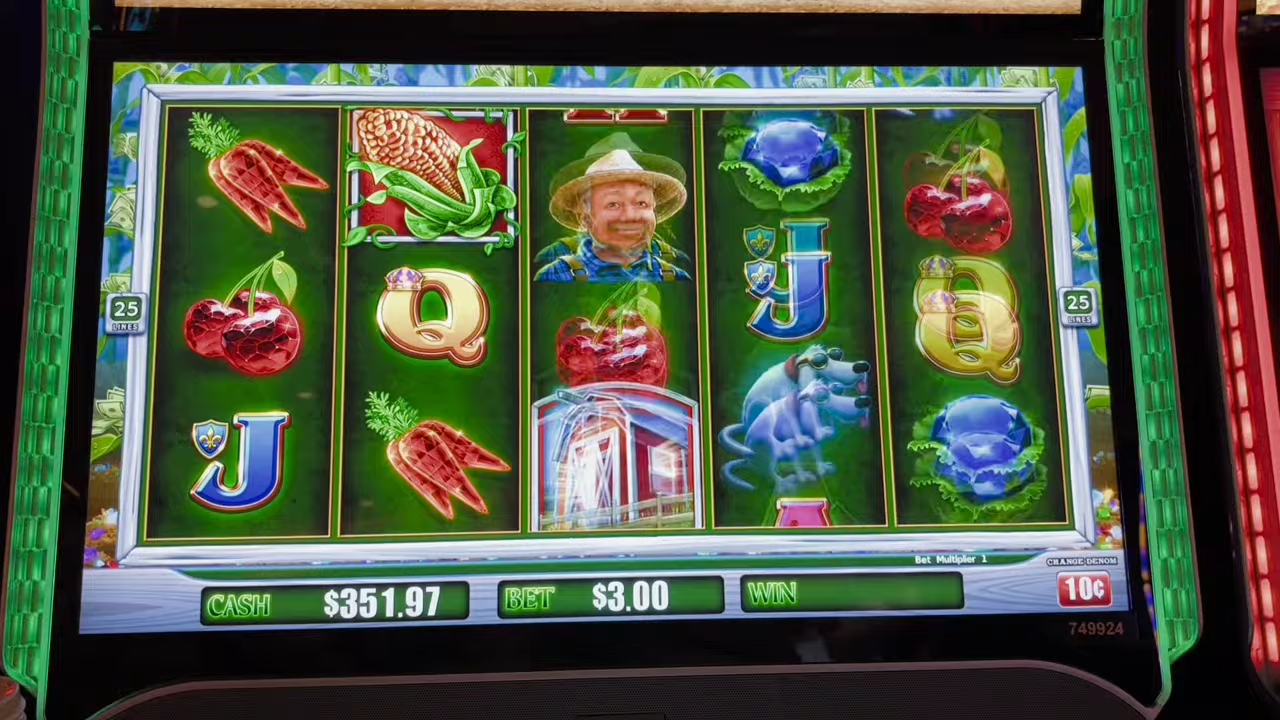 25
LINES
25
LINES
Q
J
Q
Q
J
Bet Multiplier 1
CHANGE DENOM
CASH $351.97
BET $3.00
WIN
10¢
749924